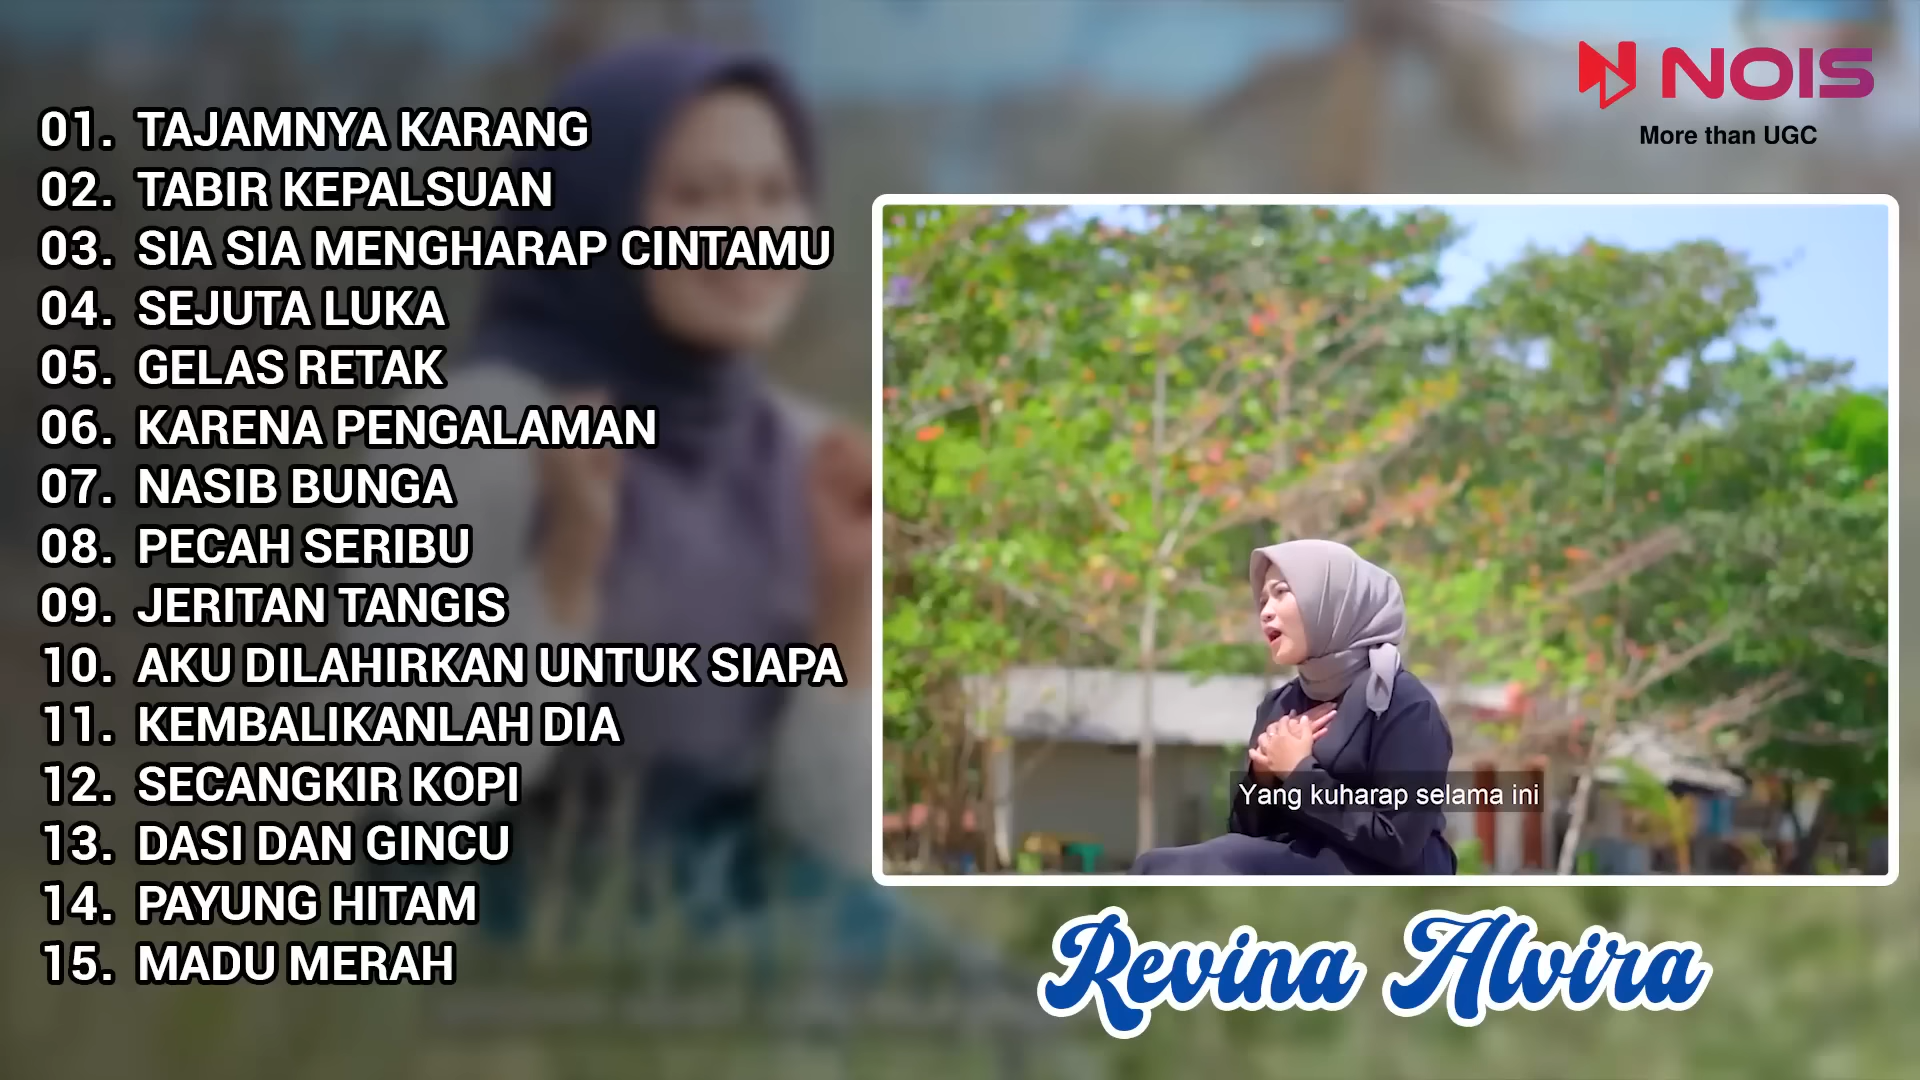 01. TAJAMNYA KARANG
02. TABIR KEPALSUAN
03. SIA SIA MENGHARAP CINTAMU
04. SEJUTA LUKA
05. GELAS RETAK
06. KARENA PENGALAMAN
07. NASIB BUNGA
08. PECAH SERIBU
09. JERITAN TANGIS
10. AKU DILAHIRKAN UNTUK SIAPA
11. KEMBALIKANLAH DIA
12. SECANGKIR KOPI
13. DASI DAN GINCU
14. PAYUNG HITAM
15. MADU MERAH
NOIS
More than UGC
Yang kuharap selama ini
Revina Alvira